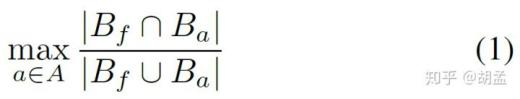 max_{a∈A} |B_f ∩ B_a| / |B_f ∪ B_a| (1)
知乎 @胡孟